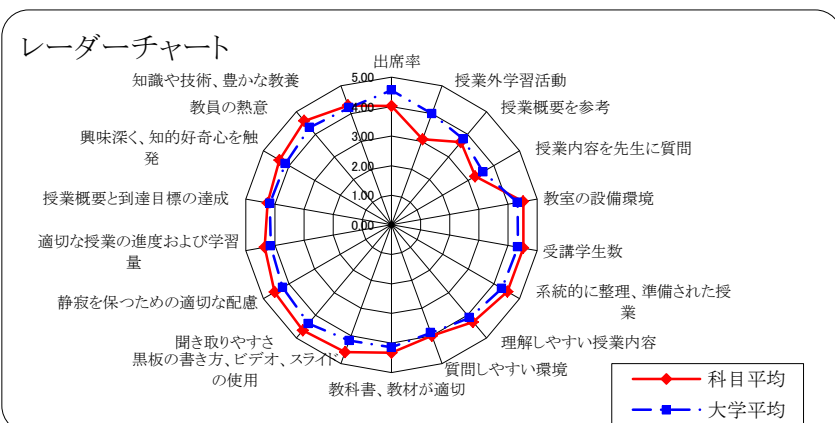 レーダーチャート
出席率
授業外学習活動
授業概要を参考
授業内容を先生に質問
教室の設備環境
受講学生数
系統的に整理、準備された授
業
理解しやすい授業内容
質問しやすい環境
教科書、教材が適切
黒板の書き方、ビデオ、スライド
の使用
聞き取りやすさ
静寂を保つための適切な配慮
適切な授業の進度および学習
量
授業概要と到達目標の達成
興味深く、知的好奇心を触
発
教員の熱意
知識や技術、豊かな教養
5.00
4.00
3.00
2.00
1.00
0.00
科目平均
大学平均